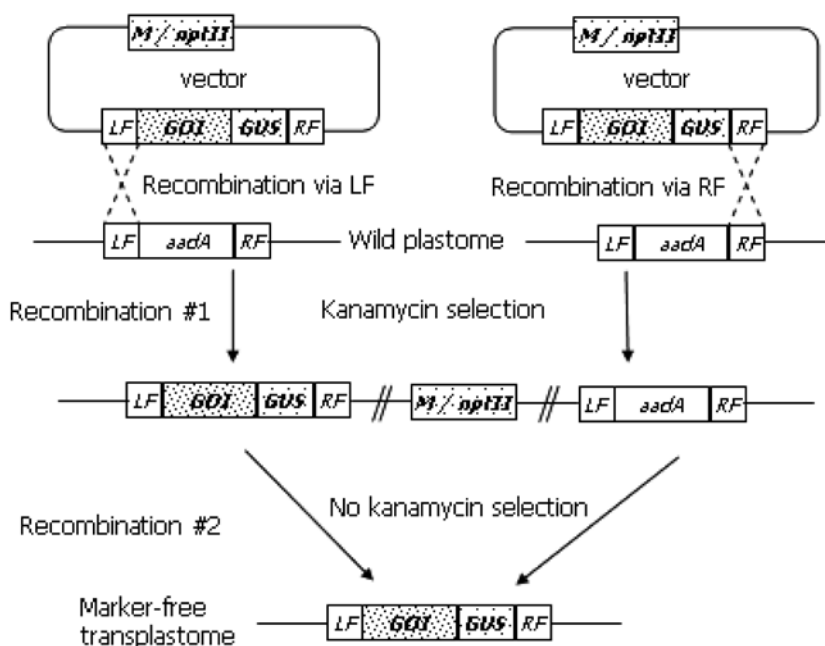 M / nptII M / nptII
vector vector
LF GOI GUS RF LF GOI GUS RF
Recombination via LF Recombination via RF
LF aadA RF Wild plastome LF aadA RF
Recombination #1 Kanamycin selection
LF GOI GUS RF // M / nptII // LF aadA RF
Recombination #2 No kanamycin selection
Marker-free
transplastome LF GOI GUS RF